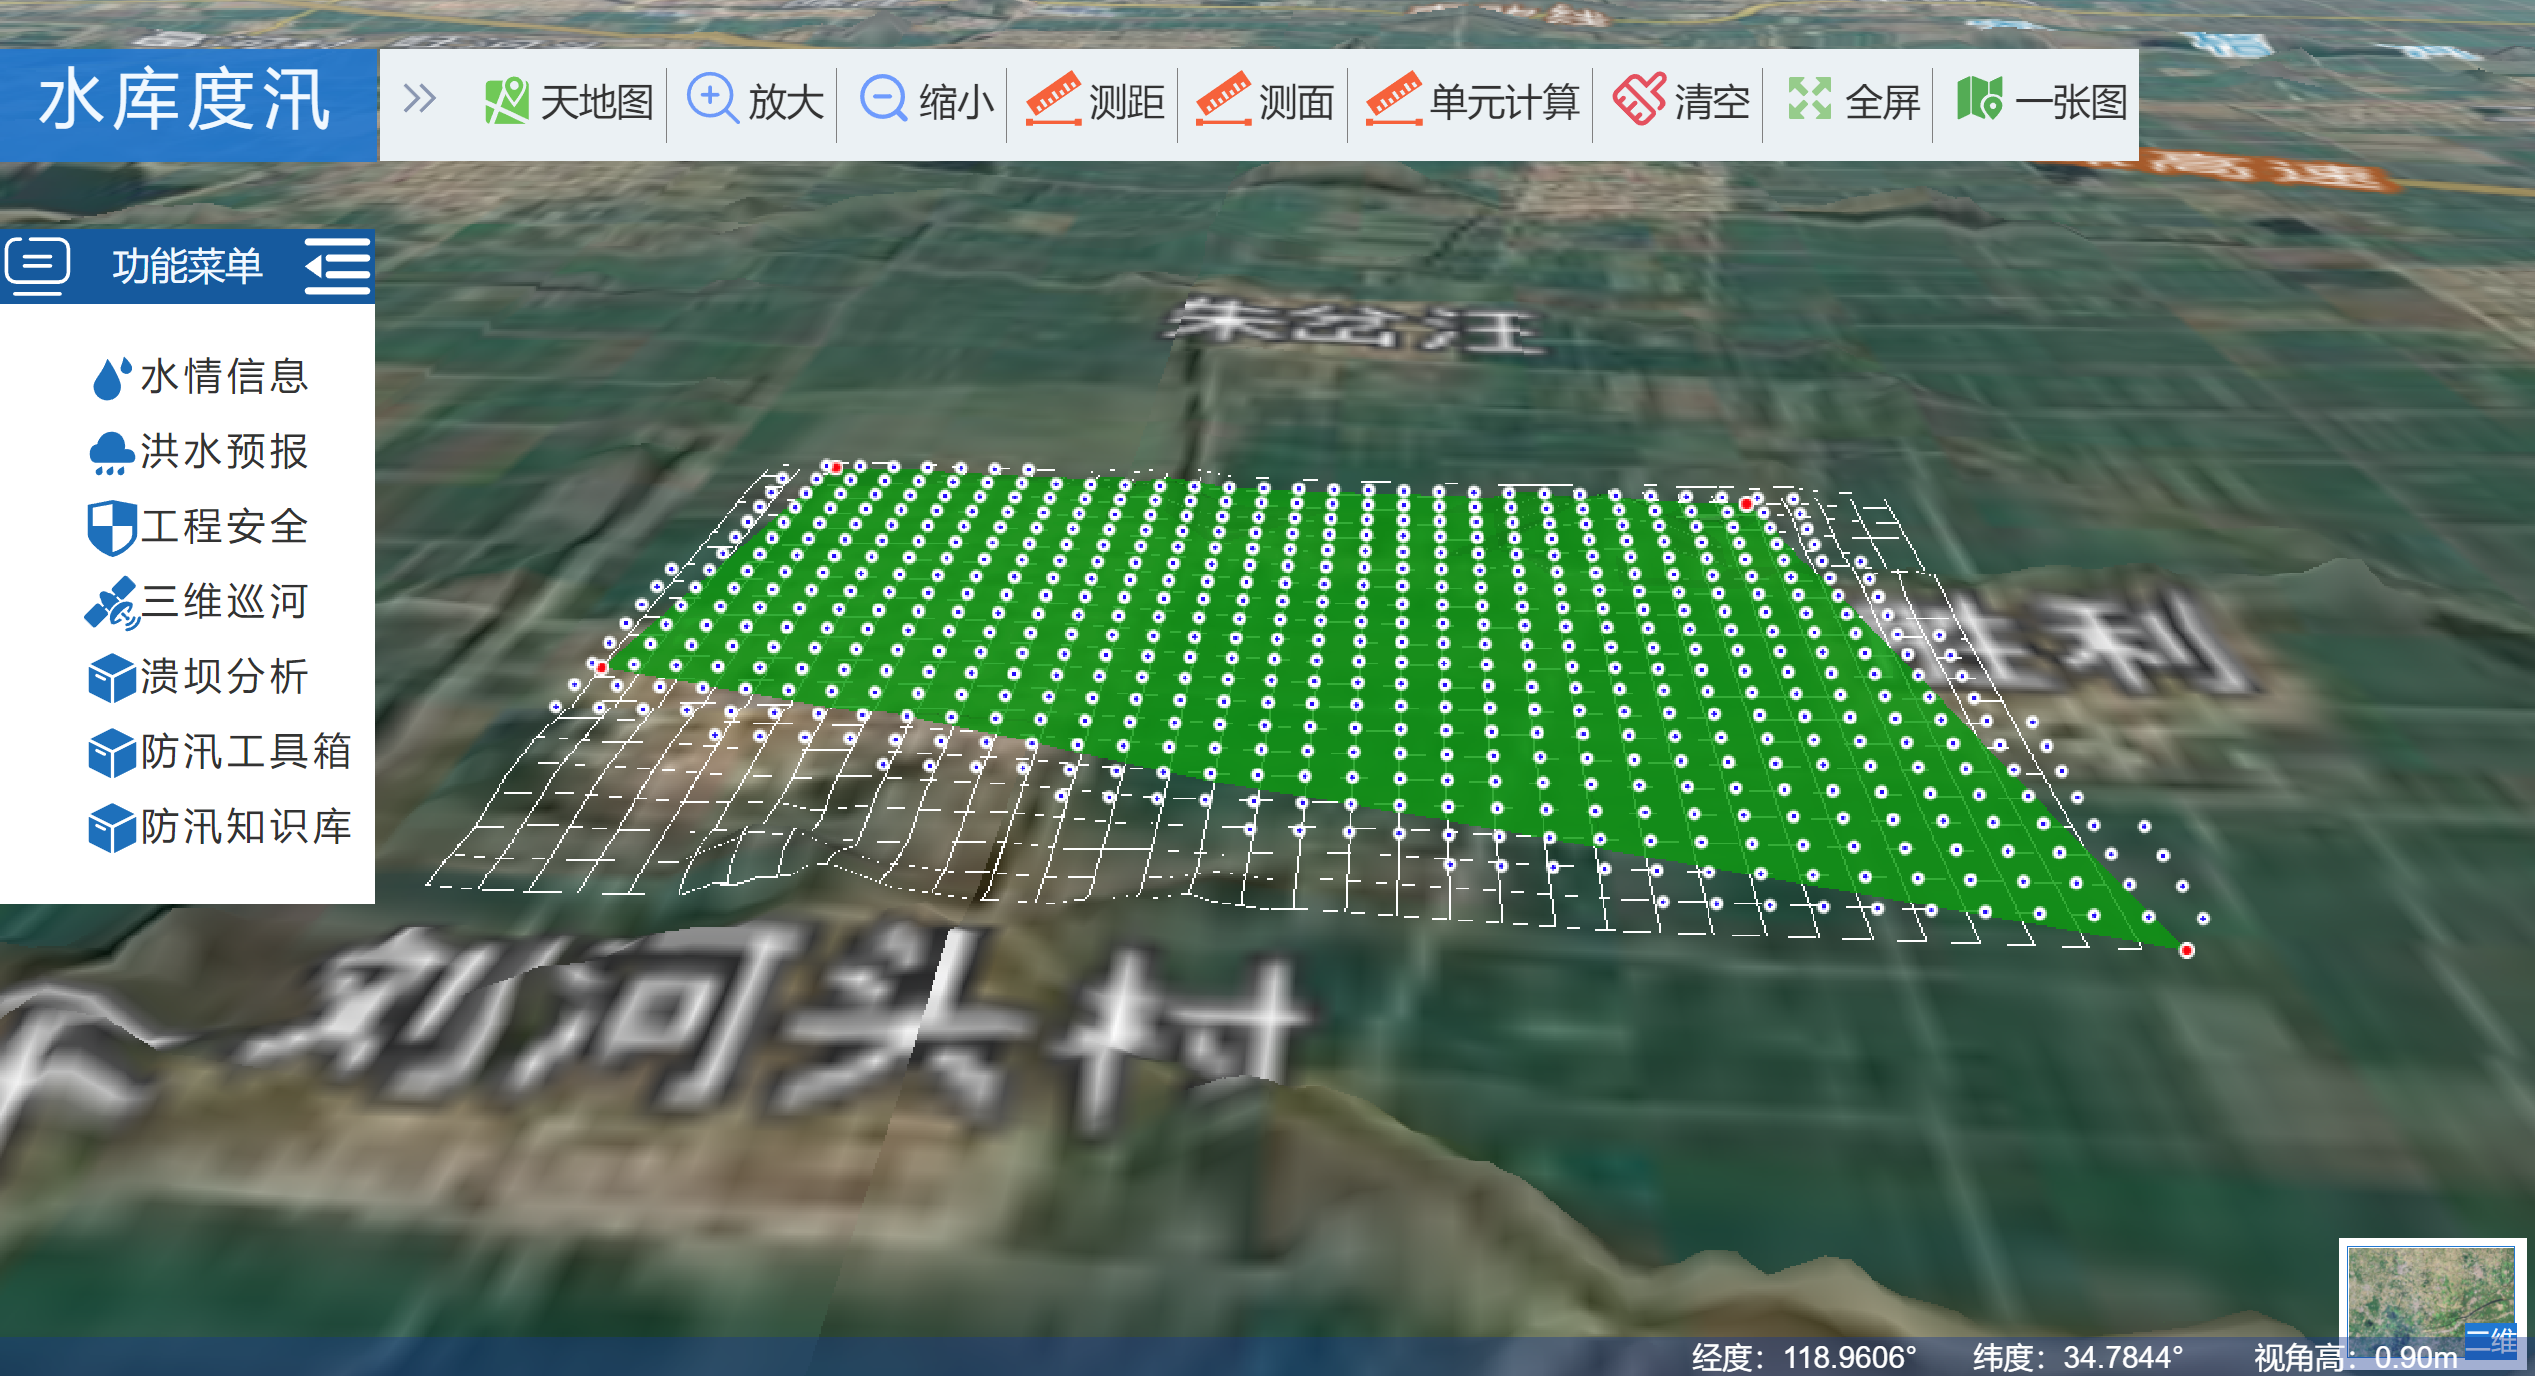 水库度汛
天地图
放大
缩小
测距
测面
单元计算
清空
全屏
一张图
高速
功能菜单
朱岔汪
水情信息
洪水预报
工程安全
三维巡河
胜利
溃坝分析
防汛工具箱
防汛知识库
刘河头村
二维
经度：118.9606° 纬度：34.7844° 视角高：0.90m